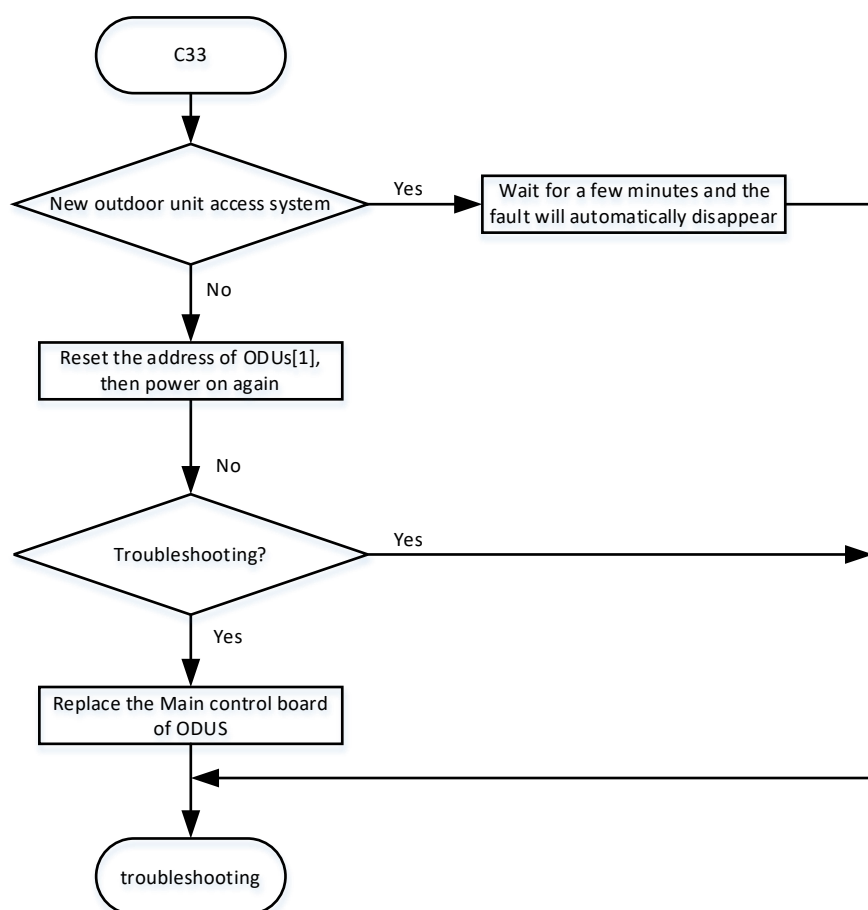 C33
New outdoor unit access system
Yes
Wait for a few minutes and the
fault will automatically disappear
No
Reset the address of ODUs[1],
then power on again
No
Troubleshooting?
Yes
Yes
Replace the Main control board
of ODUS
troubleshooting